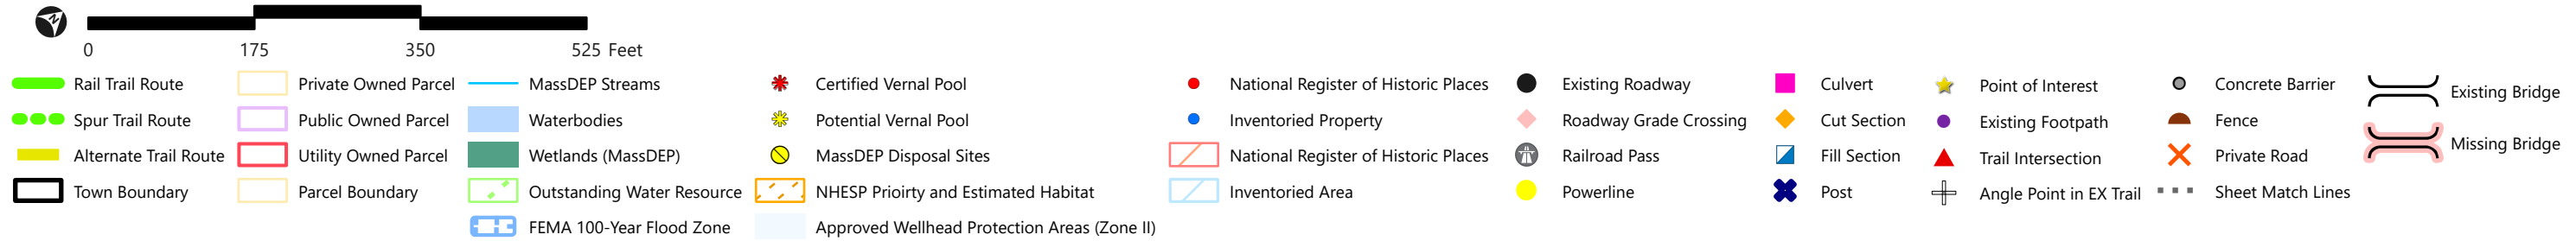 0 175 350 525 Feet
Rail Trail Route
Spur Trail Route
Alternate Trail Route
Town Boundary
Private Owned Parcel
Public Owned Parcel
Utility Owned Parcel
Parcel Boundary
MassDEP Streams
Waterbodies
Wetlands (MassDEP)
Outstanding Water Resource
FEMA 100-Year Flood Zone
Certified Vernal Pool
Potential Vernal Pool
MassDEP Disposal Sites
NHESP Prioirty and Estimated Habitat
Approved Wellhead Protection Areas (Zone II)
National Register of Historic Places
Inventoried Property
National Register of Historic Places
Inventoried Area
Existing Roadway
Roadway Grade Crossing
Railroad Pass
Powerline
Culvert
Cut Section
Fill Section
Post
Point of Interest
Existing Footpath
Trail Intersection
Angle Point in EX Trail
Concrete Barrier
Fence
Private Road
Sheet Match Lines
Existing Bridge
Missing Bridge